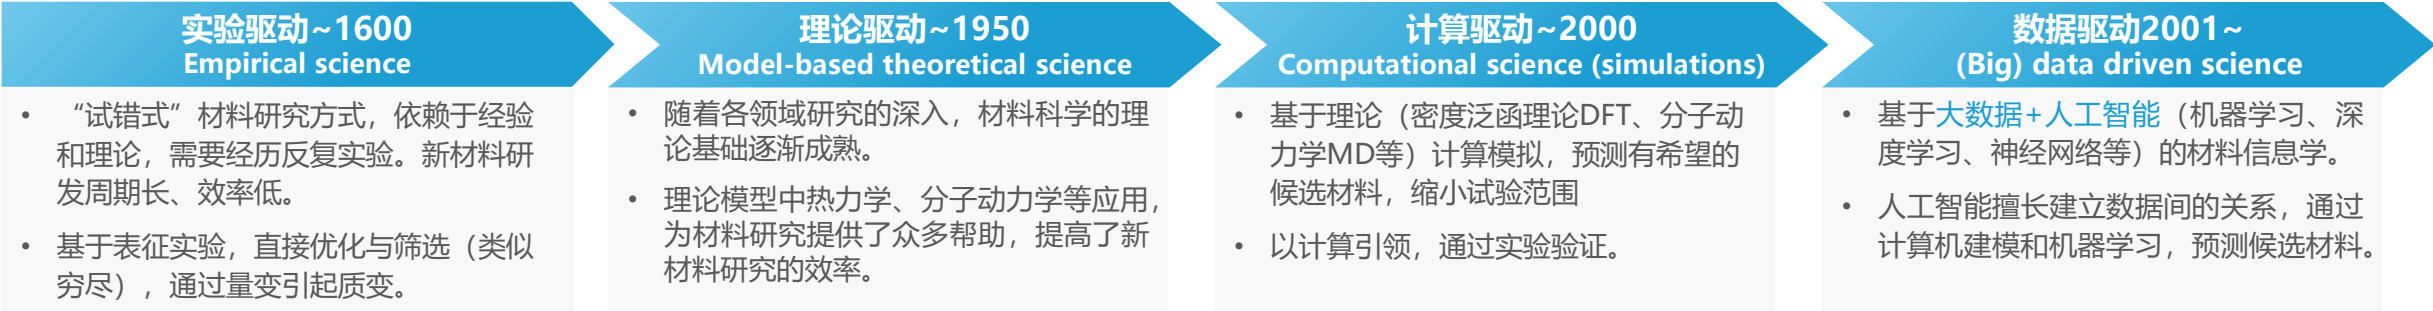 实验驱动~1600
Empirical science
• “试错式”材料研究方式，依赖于经验
和理论，需要经历反复实验。新材料研
发周期长、效率低。
• 基于表征实验，直接优化与筛选（类似
穷尽），通过量变引起质变。
理论驱动~1950
Model-based theoretical science
• 随着各领域研究的深入，材料科学的理
论基础逐渐成熟。
• 理论模型中热力学、分子动力学等应用，
为材料研究提供了众多帮助，提高了新
材料研究的效率。
计算驱动~2000
Computational science (simulations)
• 基于理论（密度泛函理论DFT、分子动
力学MD等）计算模拟，预测有希望的
候选材料，缩小试验范围
• 以计算引领，通过实验验证。
数据驱动2001~
(Big) data driven science
• 基于大数据+人工智能（机器学习、深
度学习、神经网络等）的材料信息学。
• 人工智能擅长建立数据间的关系，通过
计算机建模和机器学习，预测候选材料。